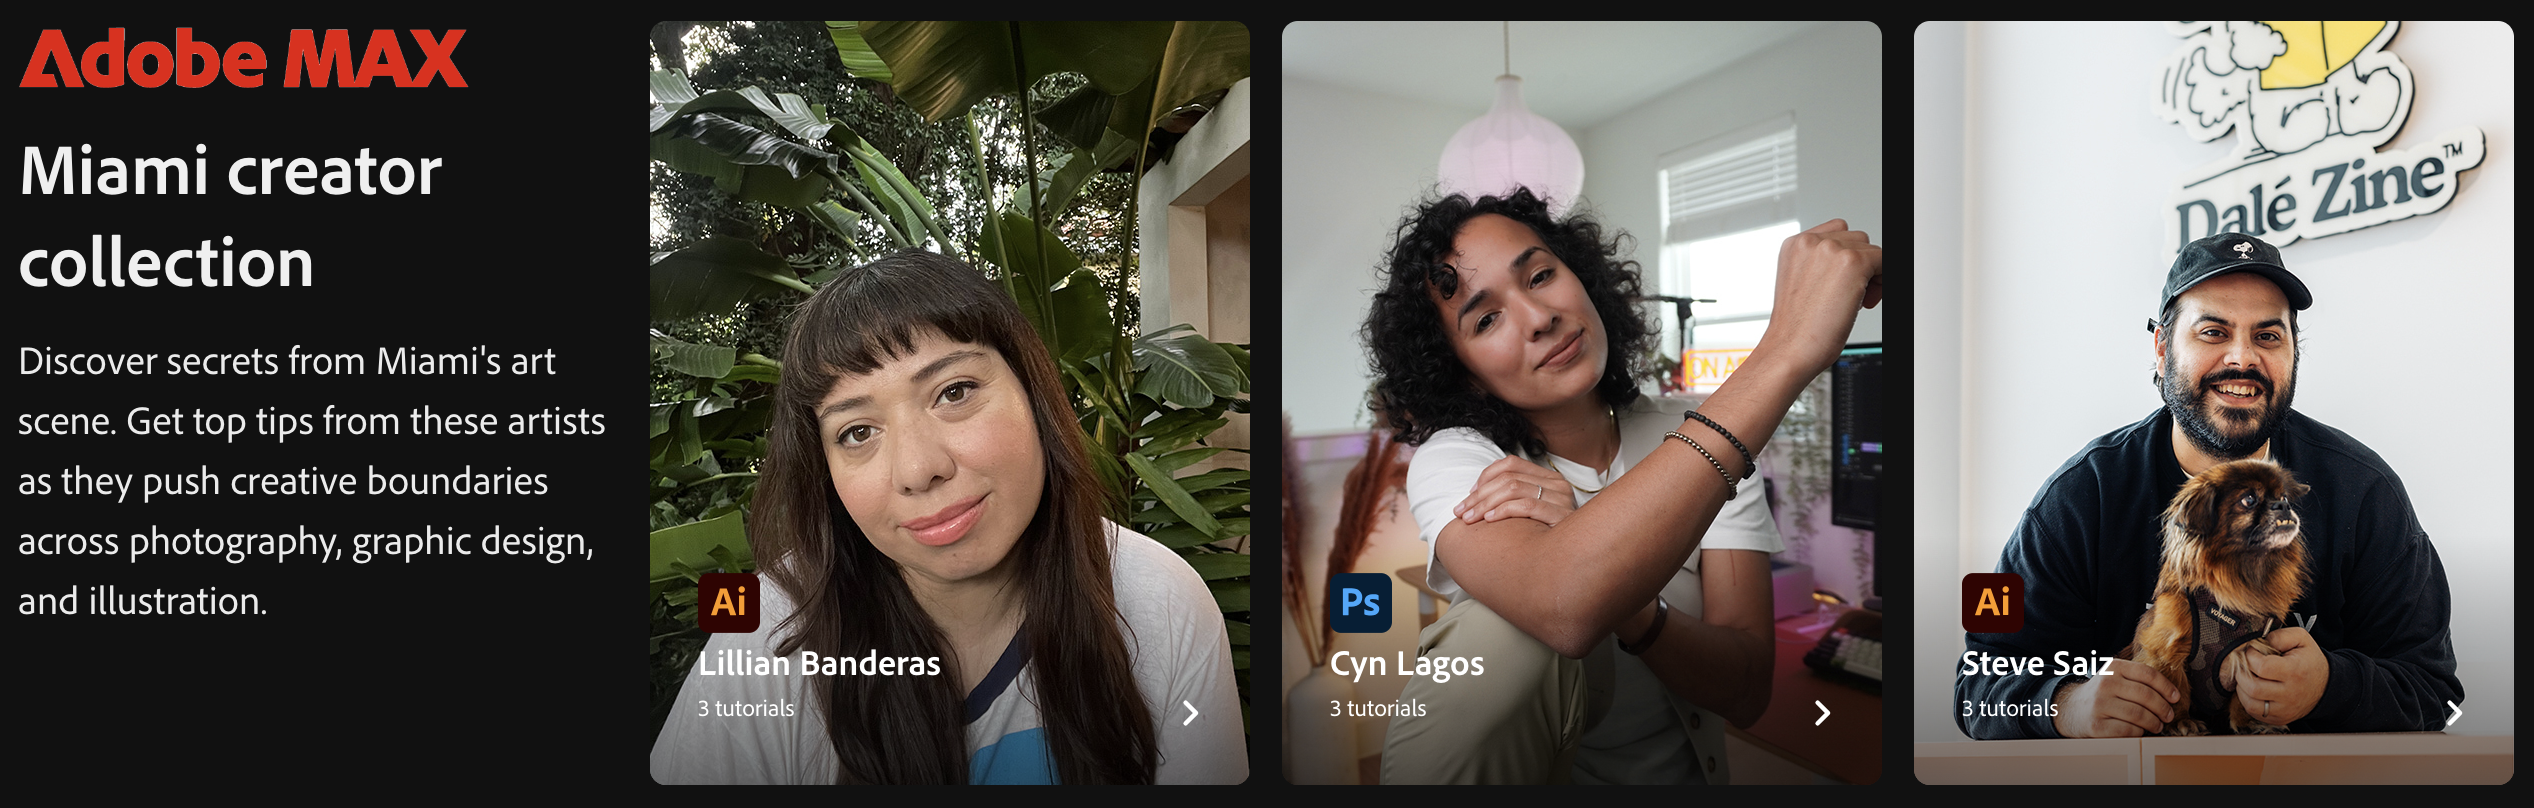 Adobe MAX
Miami creator
collection
Discover secrets from Miami's art
scene. Get top tips from these artists
as they push creative boundaries
across photography, graphic design,
and illustration.
Ai
Lillian Banderas
3 tutorials
ON A
Ps
Cyn Lagos
3 tutorials
Dalé Zine™
VOYAGER
Ai
Steve Saiz
3 tutorials